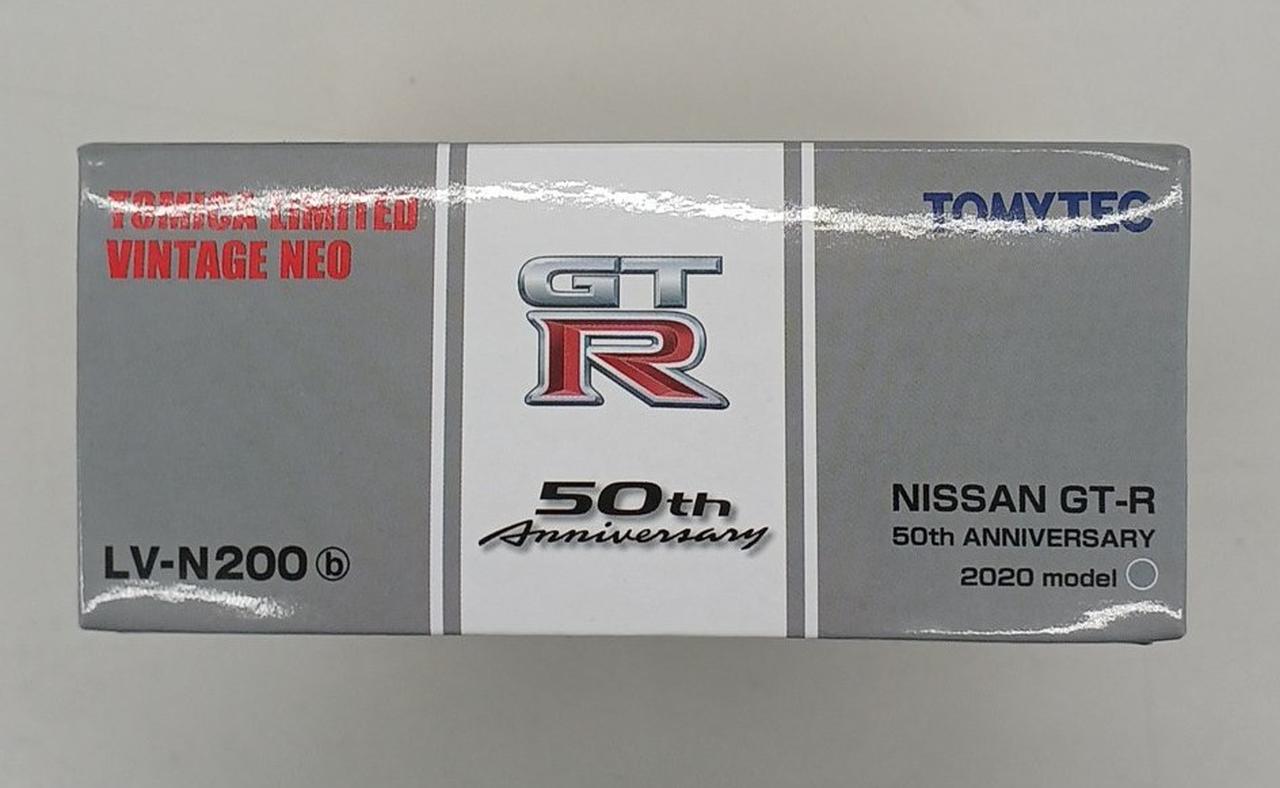 TOMICA LIMITED
VINTAGE NEO
LV-N200 ⓑ
GT
R
50th
Anniversary
TOMYTEC
NISSAN GT-R
50th ANNIVERSARY
2020 model